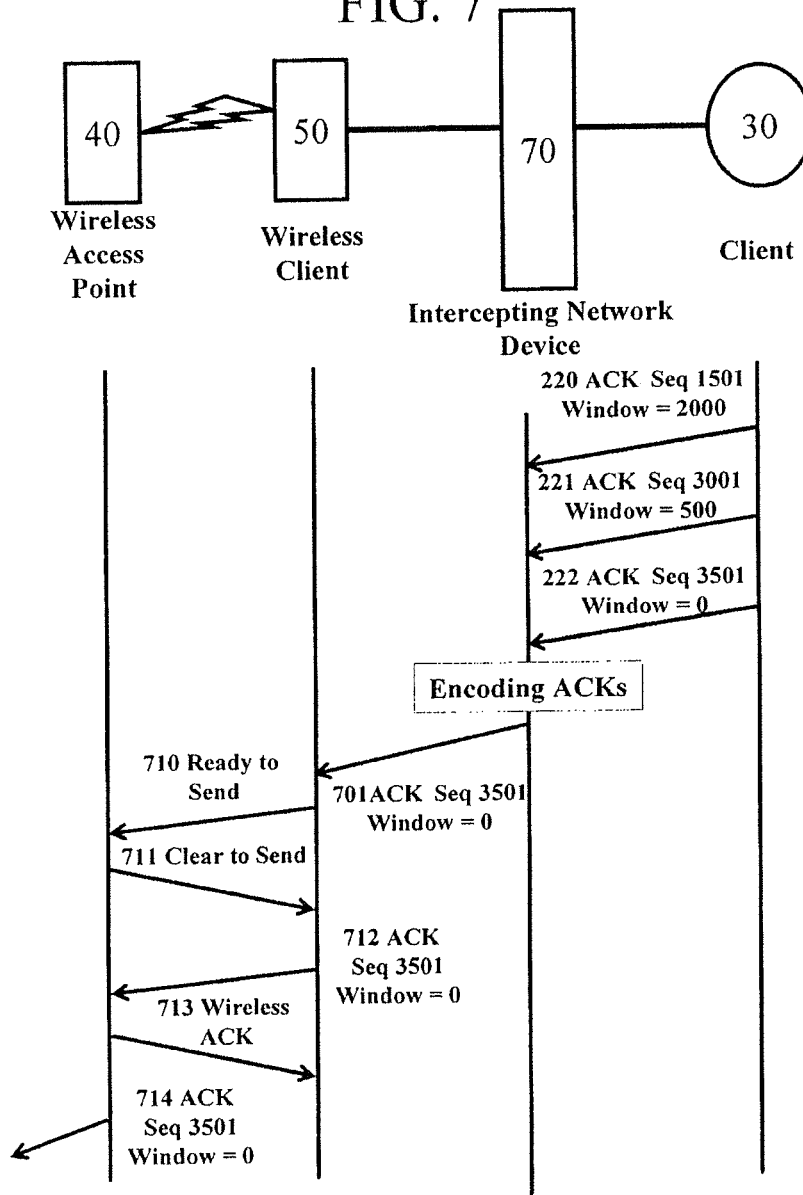 FIG. 7
40
50
70
30
Wireless
Access
Point
Wireless
Client
Intercepting Network
Device
Client
220 ACK Seq 1501
Window = 2000
221 ACK Seq 3001
Window = 500
222 ACK Seq 3501
Window = 0
Encoding ACKs
701ACK Seq 3501
Window = 0
710 Ready to
Send
711 Clear to Send
712 ACK
Seq 3501
Window = 0
713 Wireless
ACK
714 ACK
Seq 3501
Window = 0